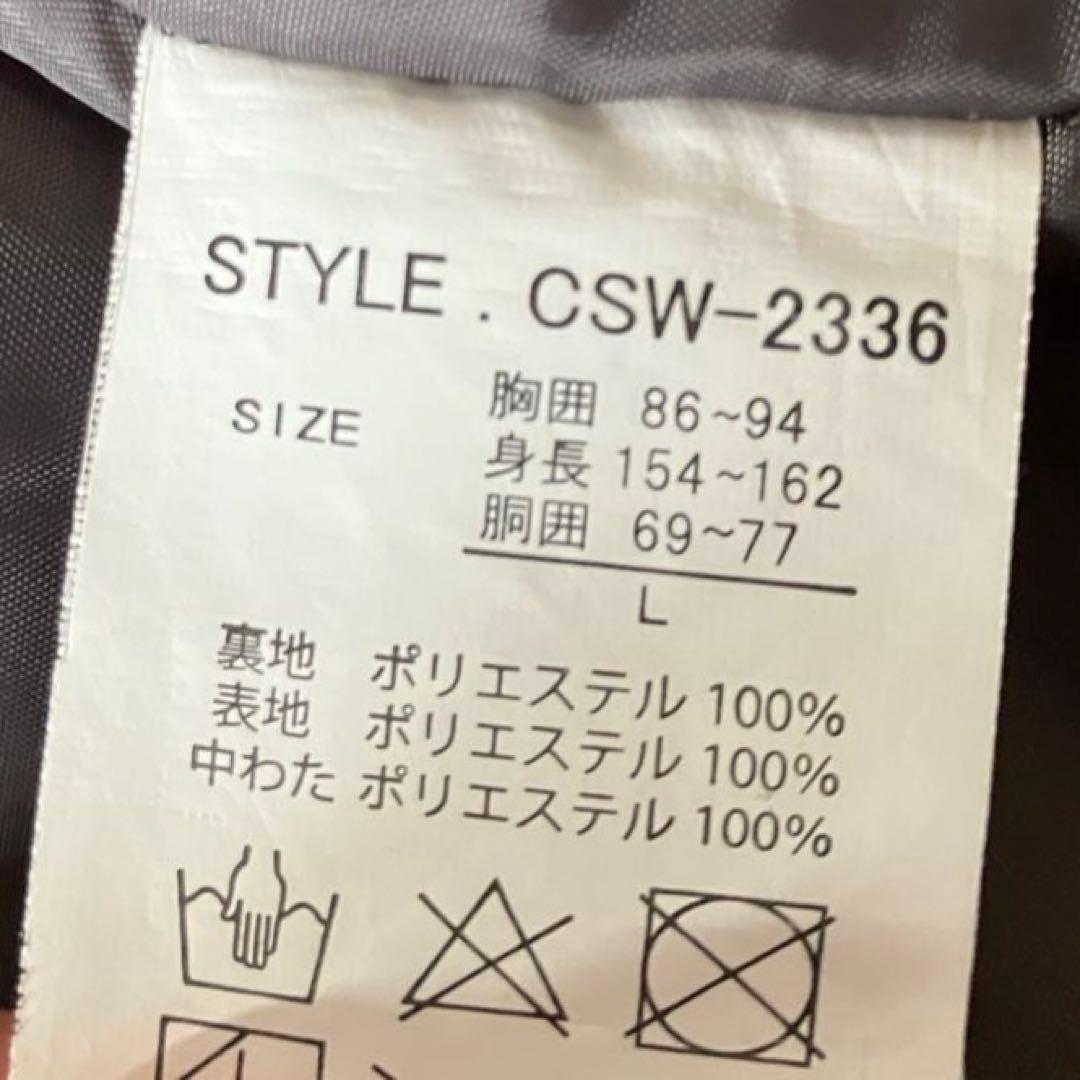 STYLE . CSW-2336
SIZE
胸囲 86~94
身長 154~162
胴囲 69~77
L
裏地 ポリエステル 100%
表地 ポリエステル 100%
中わた ポリエステル 100%